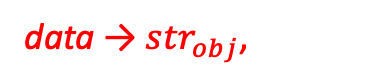 data → str_obj,